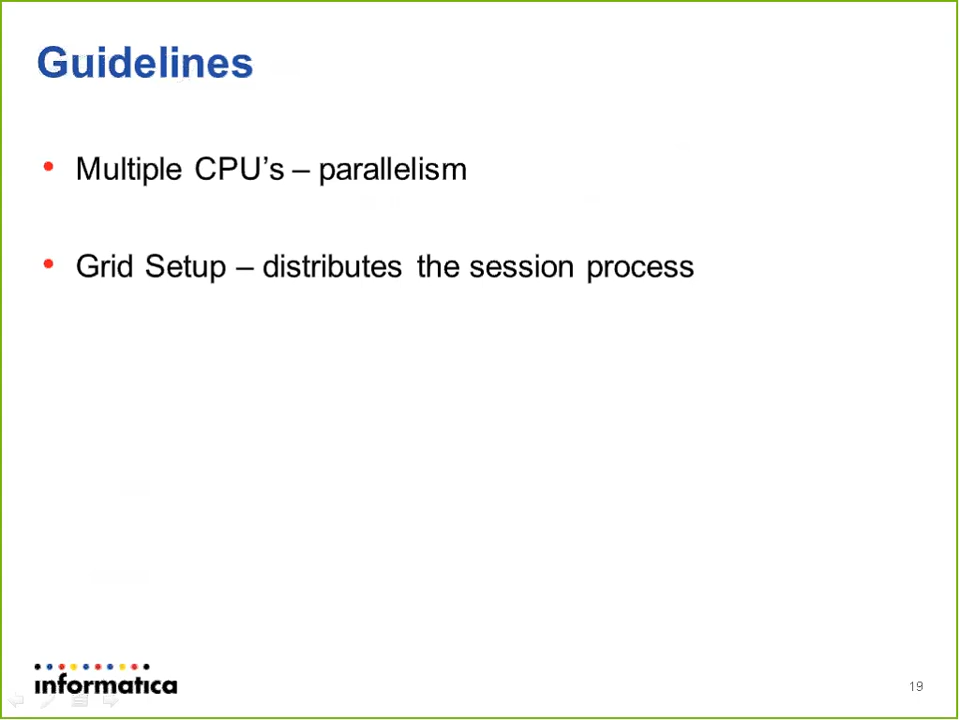 Guidelines
• Multiple CPU’s – parallelism
• Grid Setup – distributes the session process
informatica
19